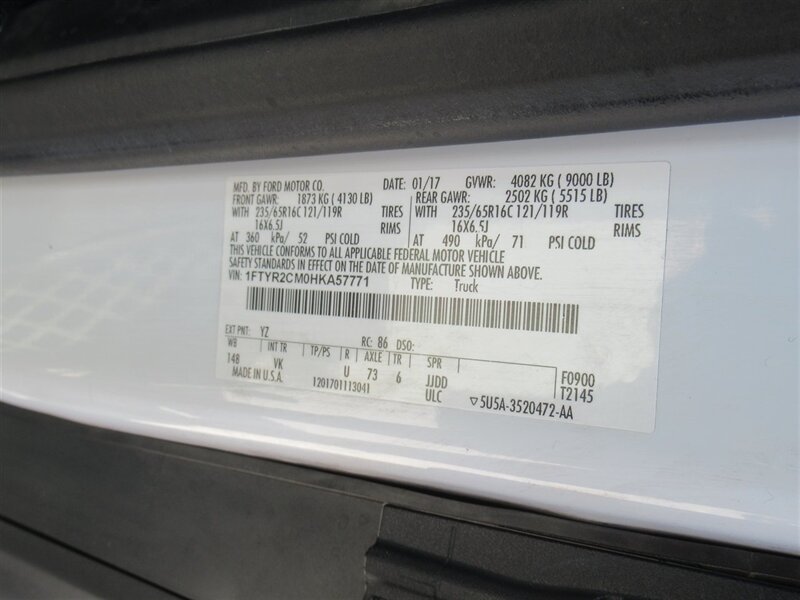 MFD. BY FORD MOTOR CO. DATE: 01/17 GVWR: 4082 KG ( 9000 LB)
FRONT GAWR: 1873 KG ( 4130 LB) REAR GAWR: 2502 KG ( 5515 LB)
WITH 235/65R16C 121/119R TIRES WITH 235/65R16C 121/119R TIRES
16X6.5J RIMS 16X6.5J RIMS
AT 360 kPa/ 52 PSI COLD AT 490 kPa/ 71 PSI COLD
THIS VEHICLE CONFORMS TO ALL APPLICABLE FEDERAL MOTOR VEHICLE
SAFETY STANDARDS IN EFFECT ON THE DATE OF MANUFACTURE SHOWN ABOVE.
VIN: 1FTYR2CM0HKA57771 TYPE: Truck
EXT PNT: YZ RC: 86 DSO:
WB INT TR TP/PS R AXLE TR SPR
148 VK U 73 6 JJDD F0900
MADE IN U.S.A. 1201701113041 ULC T2145
▽5U5A-3520472-AA